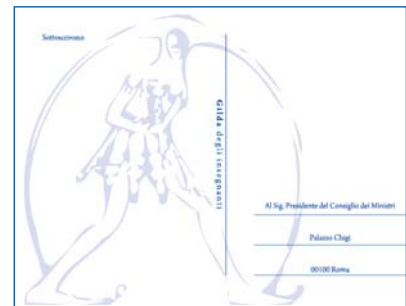 Sottoscrivono
Gilda degli insegnanti
Al Sig. Presidente del Consiglio dei Ministri
Palazzo Chigi
00100 Roma